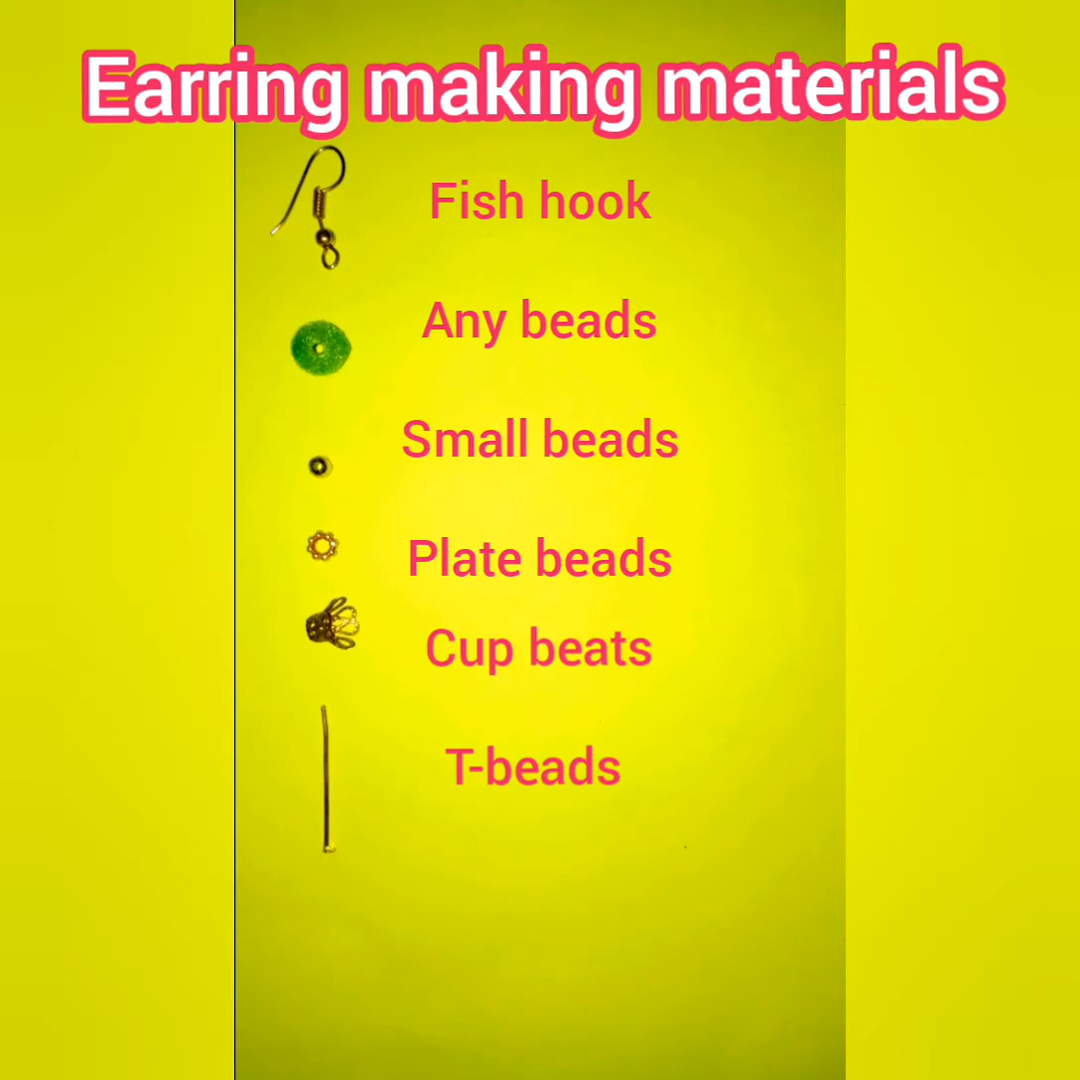 Earring making materials
Fish hook
Any beads
Small beads
Plate beads
Cup beats
T-beads